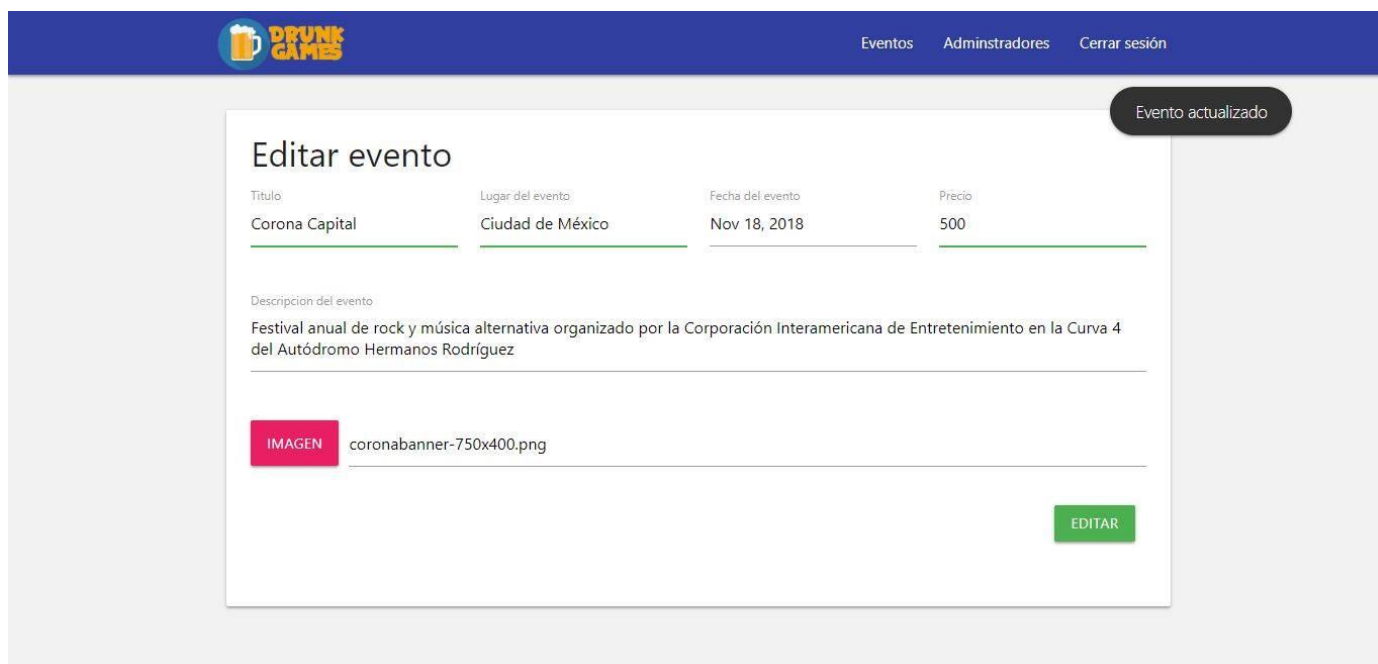 DRUNK
GAMES
Eventos Adminstradores Cerrar sesión
Evento actualizado
Editar evento
Titulo Lugar del evento Fecha del evento Precio
Corona Capital Ciudad de México Nov 18, 2018 500
Descripcion del evento
Festival anual de rock y música alternativa organizado por la Corporación Interamericana de Entretenimiento en la Curva 4
del Autódromo Hermanos Rodríguez
IMAGEN coronabanner-750x400.png
EDITAR